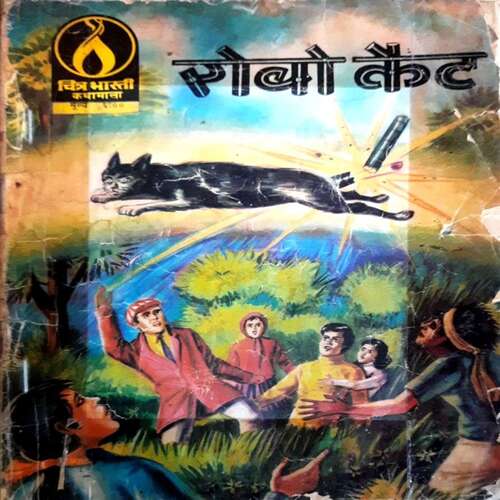 चित्र भारती
कथामाला
मूल्य
रोबो कैट